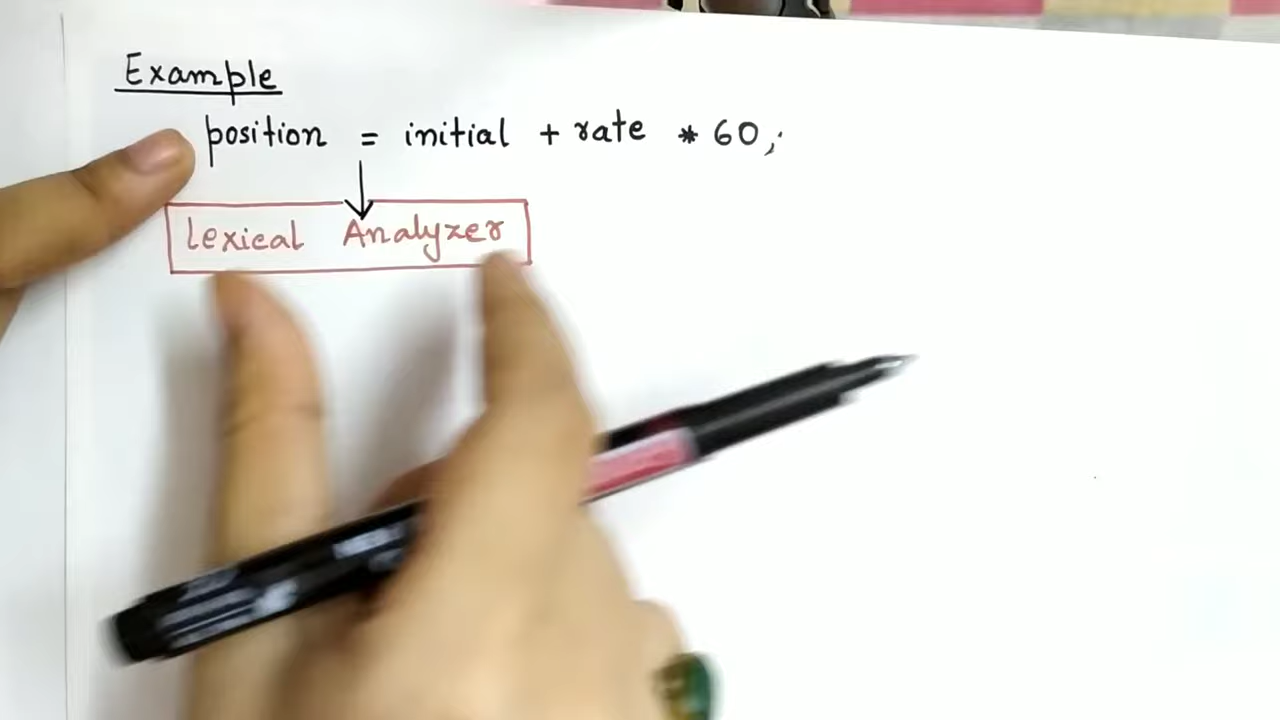 Example
position = initial + rate * 60;
Lexical Analyzer